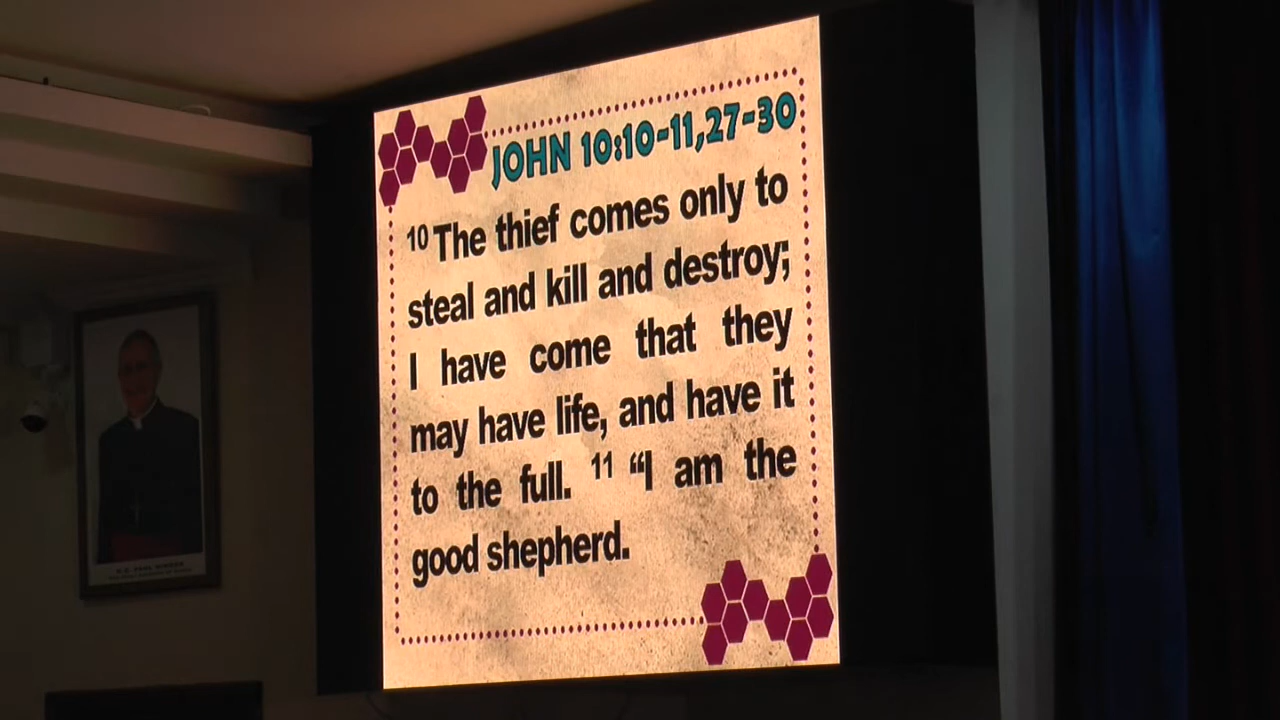 JOHN 10:10-11,27-30
10 The thief comes only to
steal and kill and destroy;
I have come that they
may have life, and have it
to the full. 11 “I am the
good shepherd.